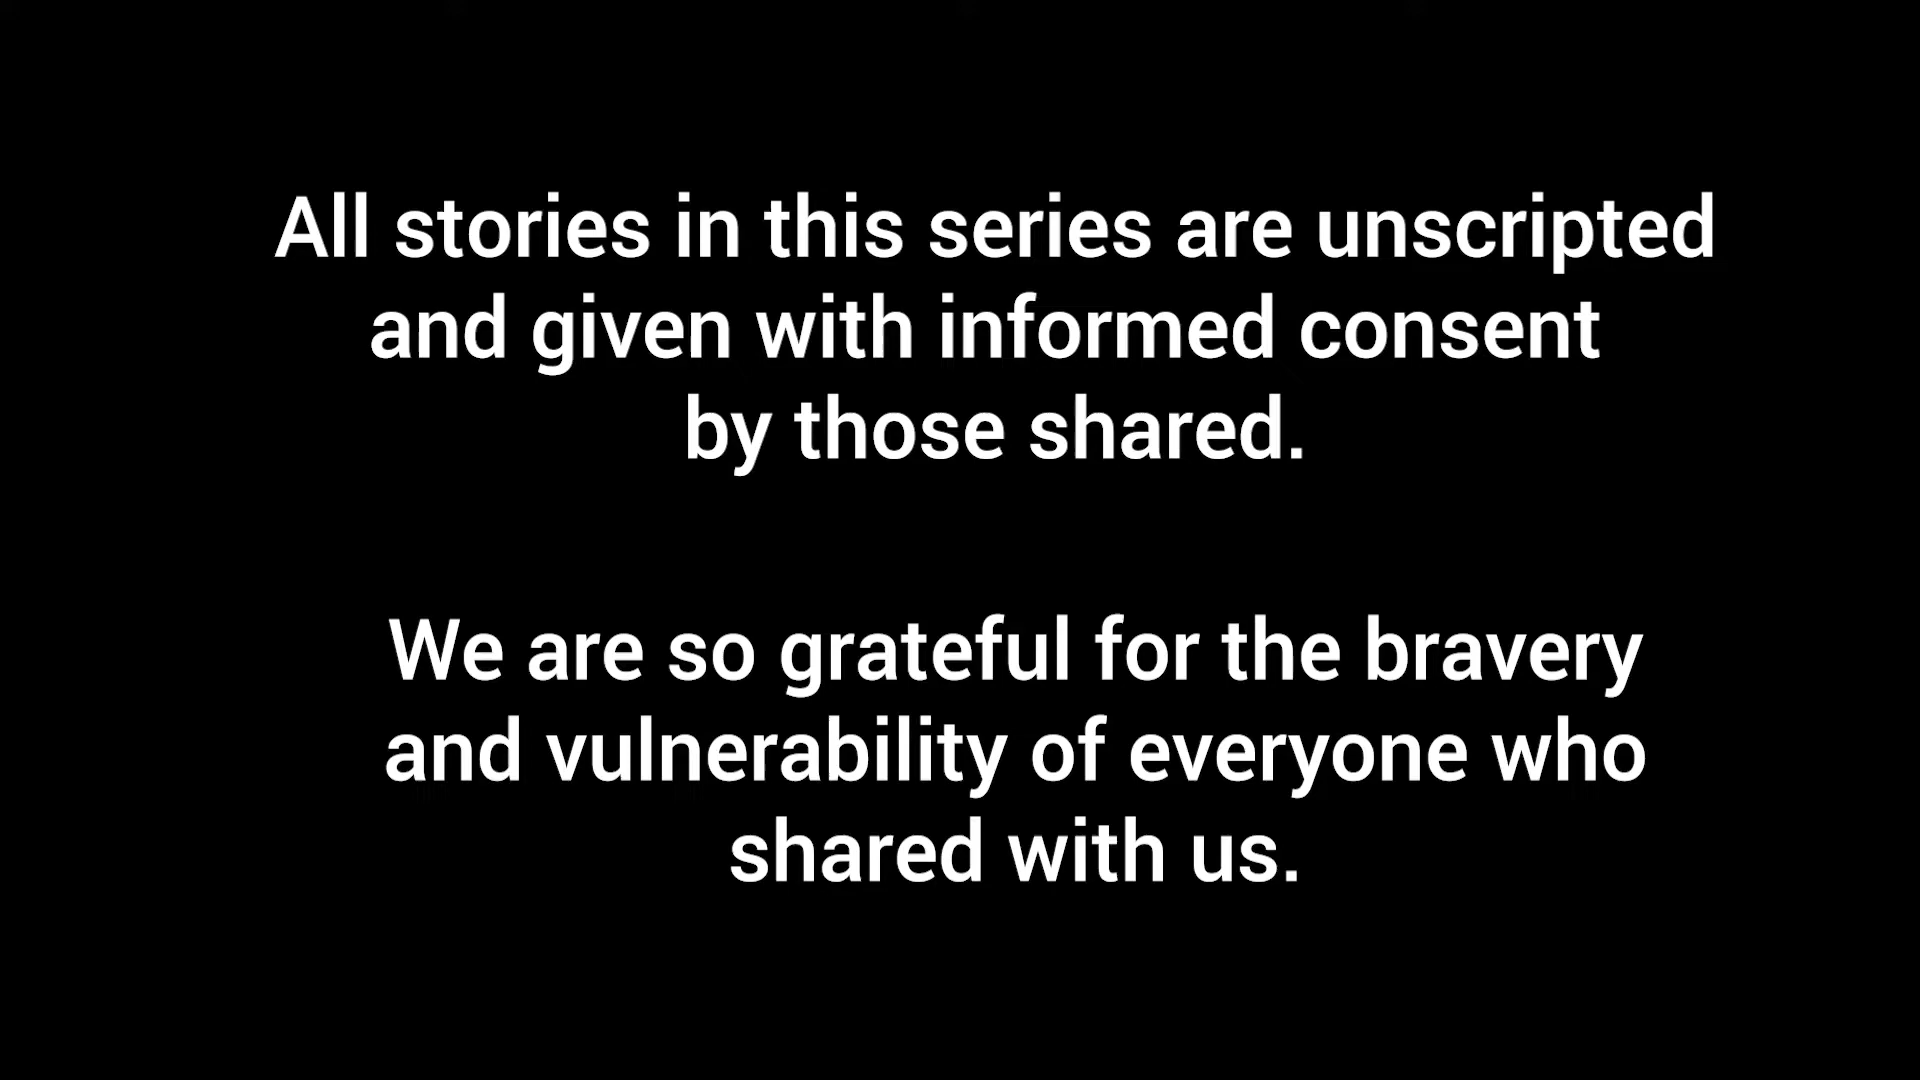 All stories in this series are unscripted
and given with informed consent
by those shared.
We are so grateful for the bravery
and vulnerability of everyone who
shared with us.